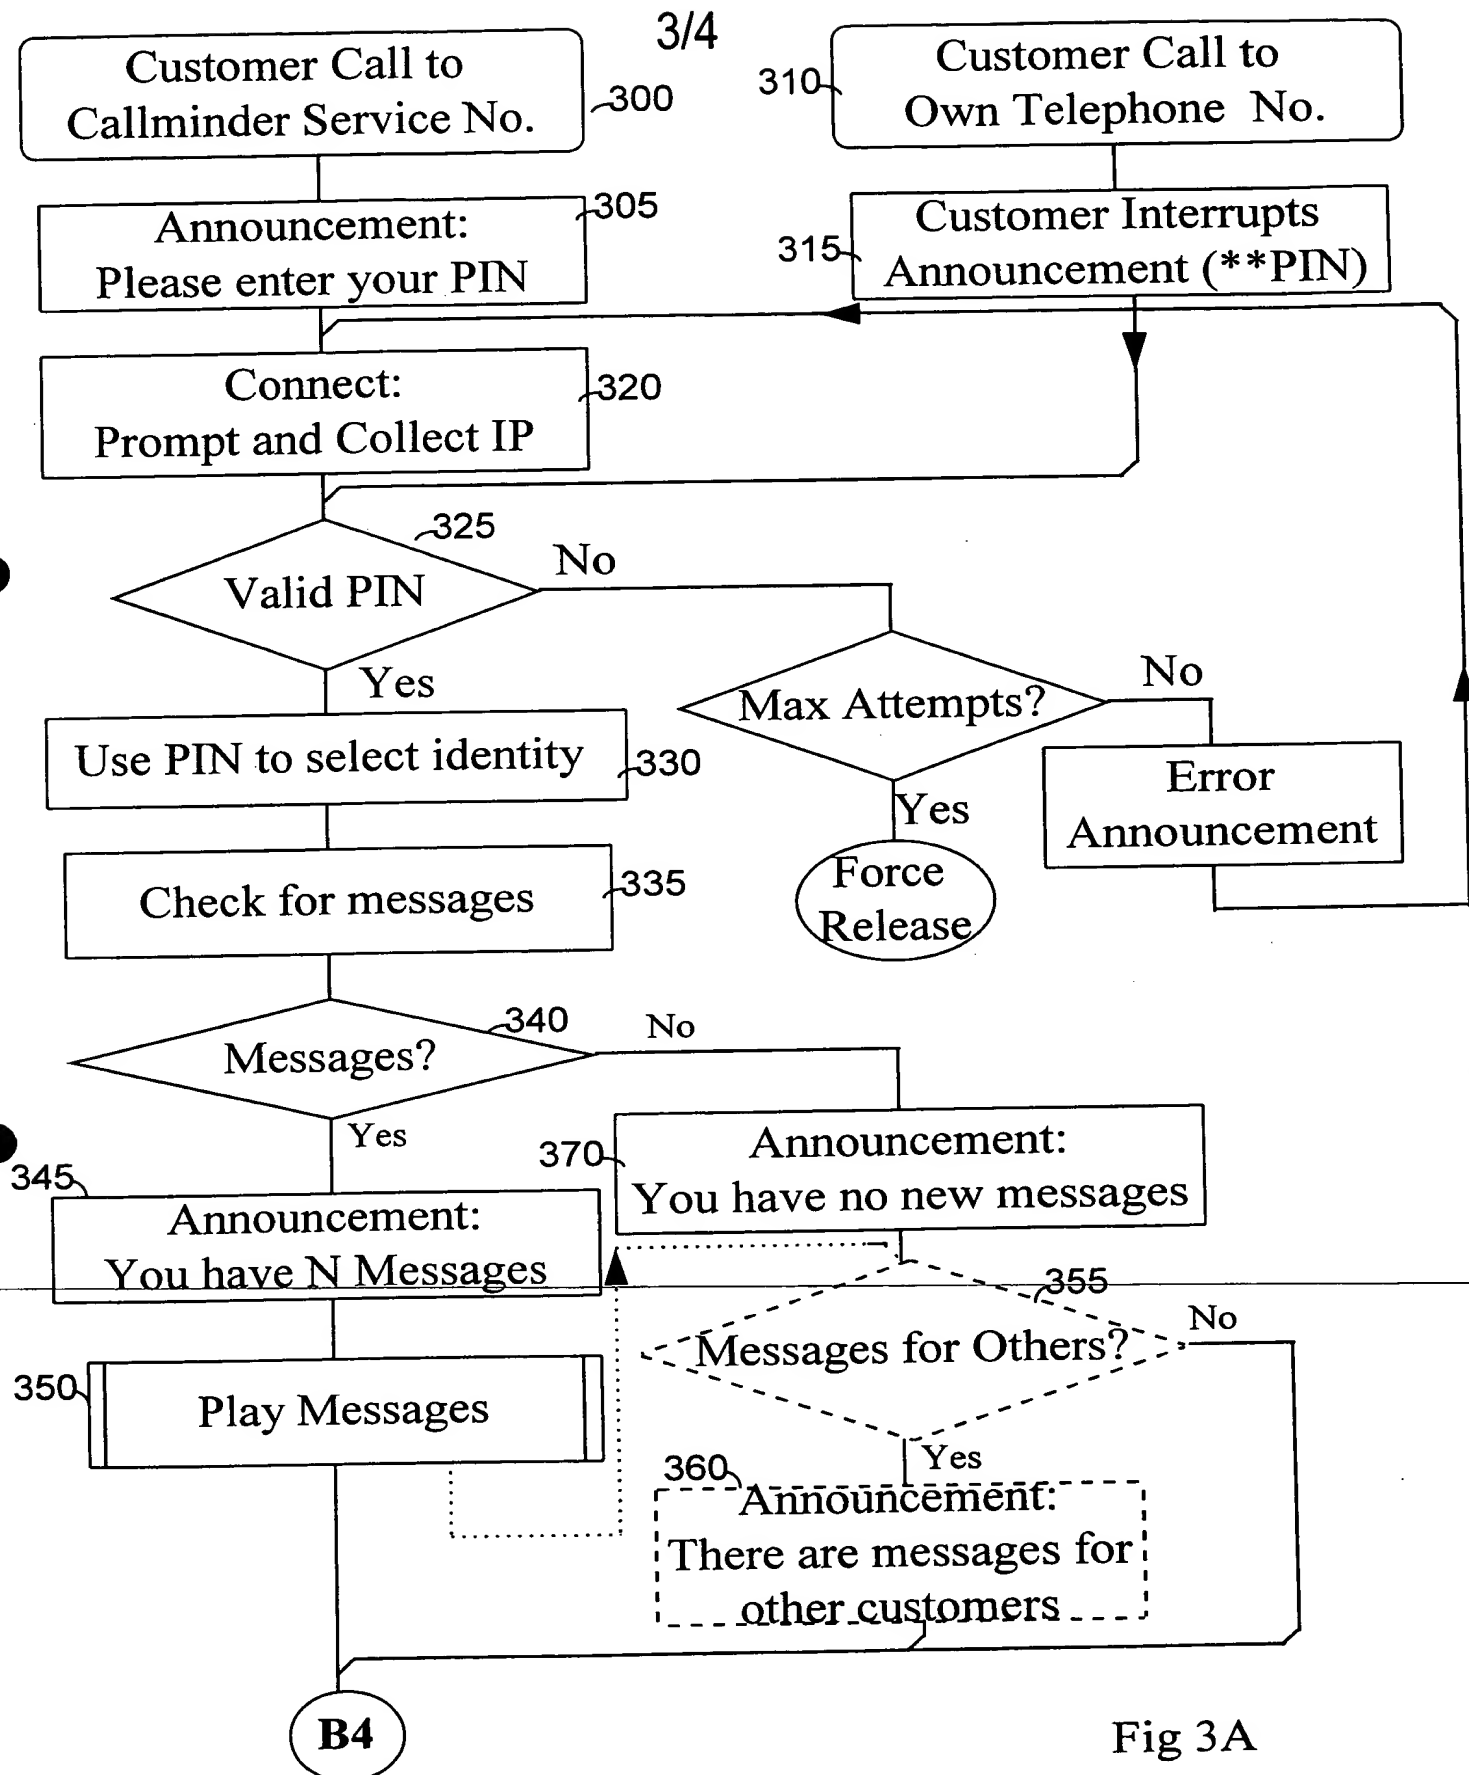 3/4
Customer Call to
Callminder Service No.
300
310
Customer Call to
Own Telephone No.
Announcement:
Please enter your PIN
305
315
Customer Interrupts
Announcement (**PIN)
Connect:
Prompt and Collect IP
320
325
Valid PIN
No
Yes
Max Attempts?
No
Yes
Use PIN to select identity
330
Error
Announcement
Force
Release
Check for messages
335
340
Messages?
No
Yes
345
Announcement:
You have N Messages
370
Announcement:
You have no new messages
355
Messages for Others?
No
Yes
350
Play Messages
360
Announcement:
There are messages for
other customers
B4
Fig 3A